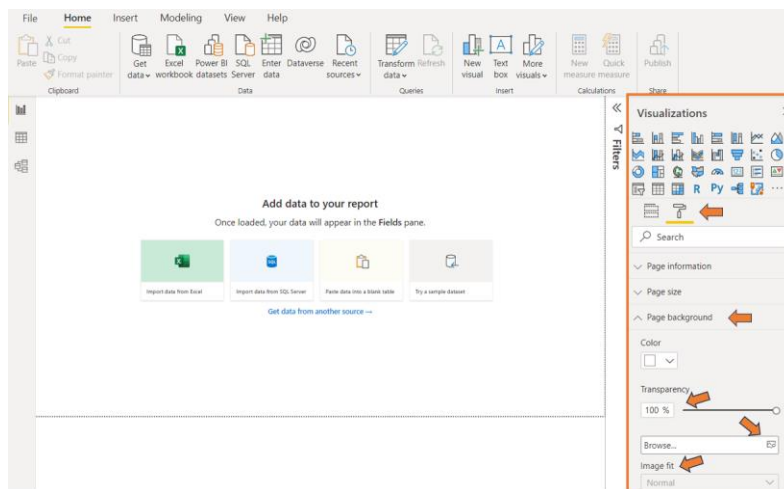 File Home Insert Modeling View Help
Paste
Cut
Copy
Format painter
Clipboard
Get data
Excel workbook
Power BI datasets
SQL Server
Enter data
Dataverse
Recent sources
Data
Transform data
Refresh
Queries
New visual
Text box
More visuals
Insert
New measure
Quick measure
Calculations
Publish
Share
Add data to your report
Once loaded, your data will appear in the Fields pane.
Import data from Excel
Import data from SQL Server
Paste data into a blank table
Try a sample dataset
Get data from another source →
Filters
Visualizations
R Py
Search
Page information
Page size
Page background
Color
Transparency
100 %
Browse...
Image fit
Normal